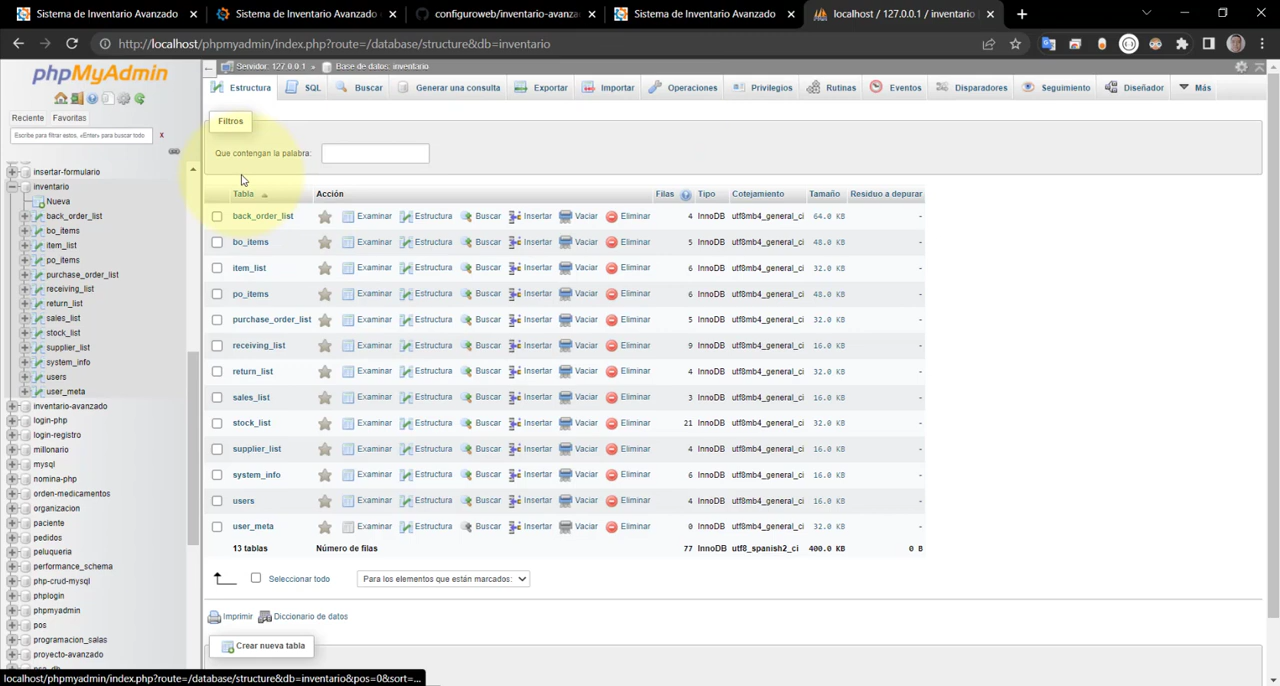 Sistema de Inventario Avanzado
Sistema de Inventario Avanzado
configuroweb/inventario-avanza
Sistema de Inventario Avanzado
localhost / 127.0.0.1 / inventario
http://localhost/phpmyadmin/index.php?route=/database/structure&db=inventario
phpMyAdmin
Reciente Favoritas
Escribe para filtrar estos, «Enter» para buscar todo X
insertar-formulario
inventario
Nueva
back_order_list
bo_items
item_list
po_items
purchase_order_list
receiving_list
return_list
sales_list
stock_list
supplier_list
system_info
users
user_meta
inventario-avanzado
login-php
login-registro
millonario
mysql
nomina-php
orden-medicamentos
organizacion
paciente
pedidos
peluqueria
performance_schema
php-crud-mysql
phplogin
phpmyadmin
pos
programacion_salas
proyecto-avanzado
Servidor: 127.0.0.1 » Base de datos: inventario
Estructura SQL Buscar Generar una consulta Exportar Importar Operaciones Privilegios Rutinas Eventos Disparadores Seguimiento Diseñador Más
Filtros
Que contengan la palabra:
Tabla Acción Filas Tipo Cotejamiento Tamaño Residuo a depurar
back_order_list Examinar Estructura Buscar Insertar Vaciar Eliminar 4 InnoDB utf8mb4_general_ci 64.0 KB -
bo_items Examinar Estructura Buscar Insertar Vaciar Eliminar 5 InnoDB utf8mb4_general_ci 48.0 KB -
item_list Examinar Estructura Buscar Insertar Vaciar Eliminar 6 InnoDB utf8mb4_general_ci 32.0 KB -
po_items Examinar Estructura Buscar Insertar Vaciar Eliminar 6 InnoDB utf8mb4_general_ci 48.0 KB -
purchase_order_list Examinar Estructura Buscar Insertar Vaciar Eliminar 5 InnoDB utf8mb4_general_ci 32.0 KB -
receiving_list Examinar Estructura Buscar Insertar Vaciar Eliminar 9 InnoDB utf8mb4_general_ci 16.0 KB -
return_list Examinar Estructura Buscar Insertar Vaciar Eliminar 4 InnoDB utf8mb4_general_ci 32.0 KB -
sales_list Examinar Estructura Buscar Insertar Vaciar Eliminar 3 InnoDB utf8mb4_general_ci 16.0 KB -
stock_list Examinar Estructura Buscar Insertar Vaciar Eliminar 21 InnoDB utf8mb4_general_ci 32.0 KB -
supplier_list Examinar Estructura Buscar Insertar Vaciar Eliminar 4 InnoDB utf8mb4_general_ci 16.0 KB -
system_info Examinar Estructura Buscar Insertar Vaciar Eliminar 6 InnoDB utf8mb4_general_ci 16.0 KB -
users Examinar Estructura Buscar Insertar Vaciar Eliminar 4 InnoDB utf8mb4_general_ci 16.0 KB -
user_meta Examinar Estructura Buscar Insertar Vaciar Eliminar 0 InnoDB utf8mb4_general_ci 32.0 KB -
13 tablas Número de filas 77 InnoDB utf8_spanish2_ci 400.0 KB 0 B
Seleccionar todo Para los elementos que están marcados:
Imprimir Diccionario de datos
Crear nueva tabla
localhost/phpmyadmin/index.php?route=/database/structure&db=inventario&pos=0&sort=...